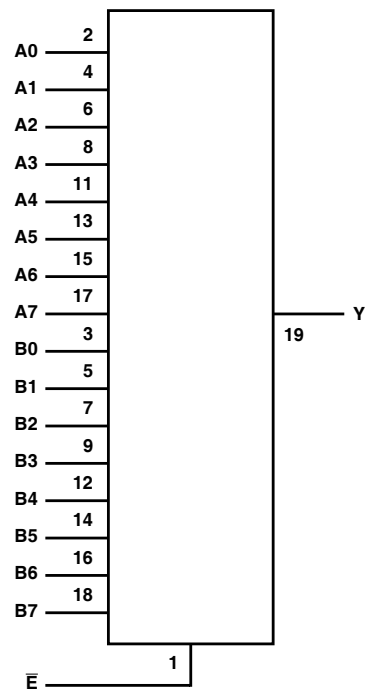 A0 2
A1 4
A2 6
A3 8
A4 11
A5 13
A6 15
A7 17
Y 19
B0 3
B1 5
B2 7
B3 9
B4 12
B5 14
B6 16
B7 18
E̅ 1